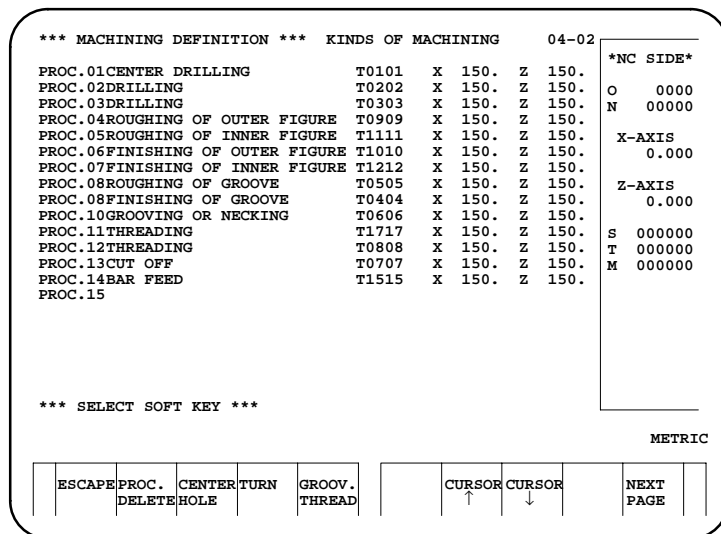 *** MACHINING DEFINITION *** KINDS OF MACHINING 04-02
*NC SIDE*
PROC.01CENTER DRILLING T0101 X 150. Z 150.
PROC.02DRILLING T0202 X 150. Z 150.
O 0000
PROC.03DRILLING T0303 X 150. Z 150.
N 00000
PROC.04ROUGHING OF OUTER FIGURE T0909 X 150. Z 150.
PROC.05ROUGHING OF INNER FIGURE T1111 X 150. Z 150.
X-AXIS
PROC.06FINISHING OF OUTER FIGURE T1010 X 150. Z 150.
0.000
PROC.07FINISHING OF INNER FIGURE T1212 X 150. Z 150.
PROC.08ROUGHING OF GROOVE T0505 X 150. Z 150.
Z-AXIS
PROC.08FINISHING OF GROOVE T0404 X 150. Z 150.
0.000
PROC.10GROOVING OR NECKING T0606 X 150. Z 150.
PROC.11THREADING T1717 X 150. Z 150.
S 000000
PROC.12THREADING T0808 X 150. Z 150.
T 000000
PROC.13CUT OFF T0707 X 150. Z 150.
M 000000
PROC.14BAR FEED T1515 X 150. Z 150.
PROC.15
*** SELECT SOFT KEY ***
METRIC
ESCAPE PROC. CENTER TURN GROOV. CURSOR CURSOR NEXT
DELETE HOLE THREAD ↑ ↓ PAGE